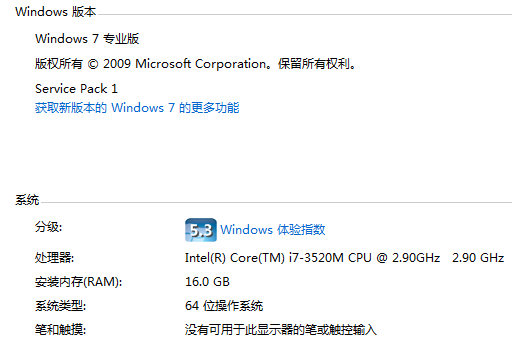 Windows 版本
Windows 7 专业版
版权所有 © 2009 Microsoft Corporation。保留所有权利。
Service Pack 1
获取新版本的 Windows 7 的更多功能
系统
分级: 5.3 Windows 体验指数
处理器: Intel(R) Core(TM) i7-3520M CPU @ 2.90GHz 2.90 GHz
安装内存(RAM): 16.0 GB
系统类型: 64 位操作系统
笔和触摸: 没有可用于此显示器的笔或触控输入